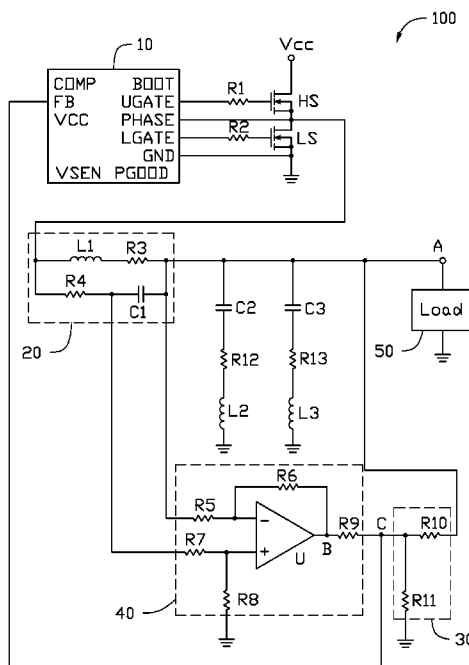 100
10
Vcc
COMP BOOT
FB UGATE
VCC PHASE
LGATE
GND
VSEN PGOOD
R1
HS
R2
LS
L1 R3
R4
C1
20
A
Load
50
C2 C3
R12 R13
L2 L3
R6
R5
-
R7
+
U
B
R9
C
R10
R8
R11
40
30